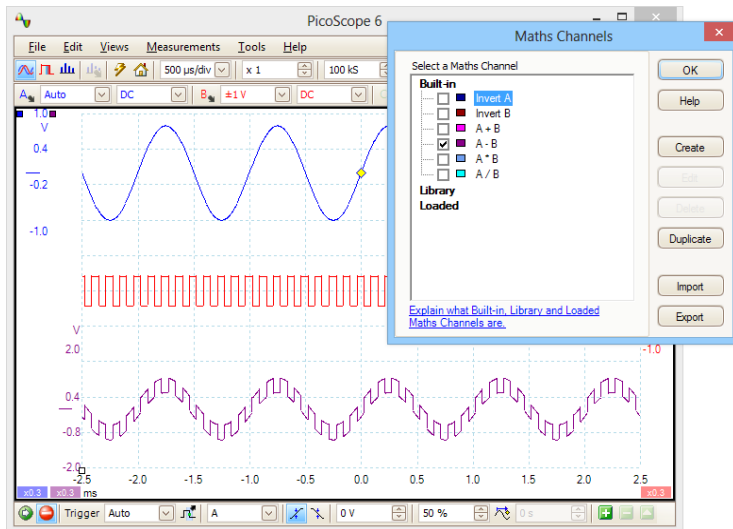 PicoScope 6
File Edit Views Measurements Tools Help
500 µs/div x 1 100 kS
A Auto DC B ±1 V DC
1.0
V
0.4
-0.2
-1.0
V
2.0
0.4
-0.8
-2.0
-1.0
-2.5 -2.0 -1.5 -1.0 -0.5 0.0 0.5 1.0 1.5 2.0 2.5
x0.3 x0.3 ms x0.3
Trigger Auto A 0 V 50 % 0 s
Maths Channels
Select a Maths Channel
Built-in
Invert A
Invert B
A + B
A - B
A * B
A / B
Library
Loaded
Explain what Built-in, Library and Loaded
Maths Channels are.
OK
Help
Create
Edit
Delete
Duplicate
Import
Export